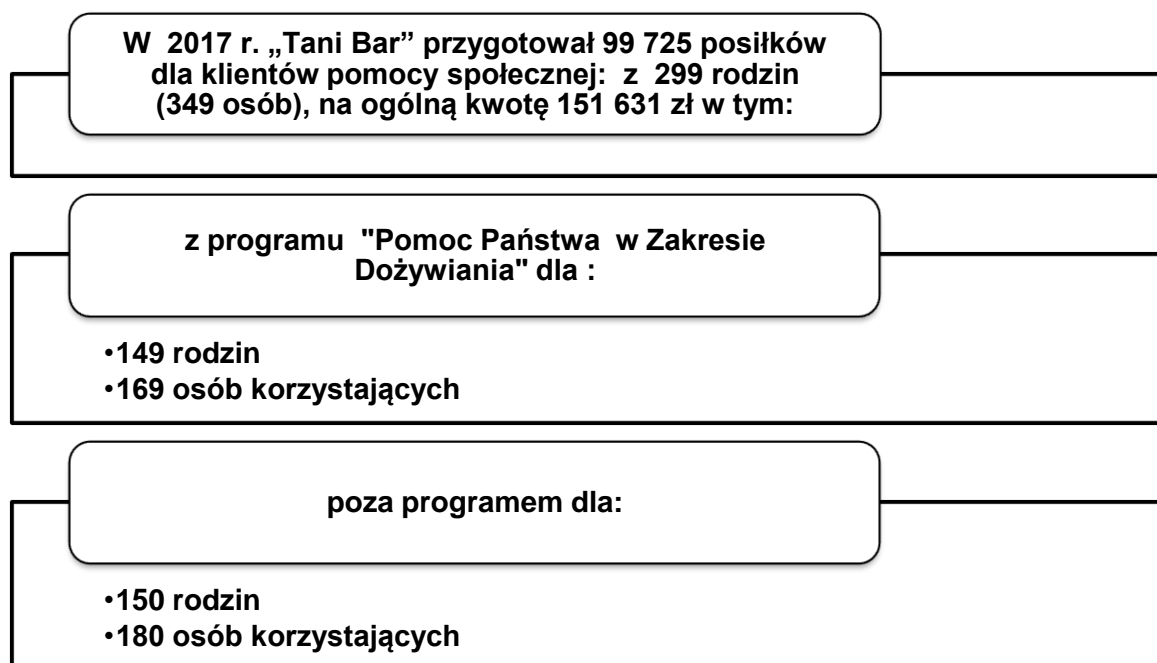 W 2017 r. „Tani Bar” przygotował 99 725 posiłków
dla klientów pomocy społecznej: z 299 rodzin
(349 osób), na ogólną kwotę 151 631 zł w tym:
z programu "Pomoc Państwa w Zakresie
Dożywiania" dla :
•149 rodzin
•169 osób korzystających
poza programem dla:
•150 rodzin
•180 osób korzystających